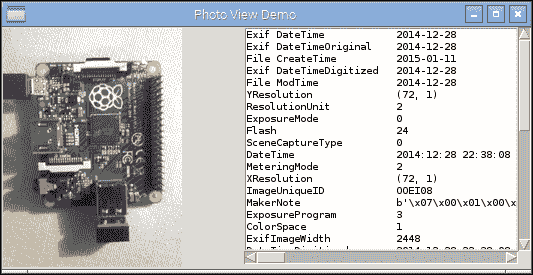 Photo View Demo
Exif DateTime 2014-12-28
Exif DateTimeOriginal 2014-12-28
File CreateTime 2015-01-11
Exif DateTimeDigitized 2014-12-28
File ModTime 2014-12-28
YResolution (72, 1)
ResolutionUnit 2
ExposureMode 0
Flash 24
SceneCaptureType 0
DateTime 2014:12:28 22:38:08
MeteringMode 2
XResolution (72, 1)
ImageUniqueID OOEI08
MakerNote b'\x07\x00\x01\x00\x
ExposureProgram 3
ColorSpace 1
ExifImageWidth 2448